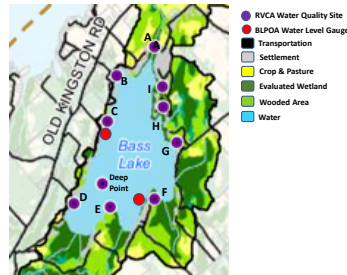 A
A
B
I
C
H
G
OLD KINGSTON RD
Bass
Lake
Deep
Point
D
E
F
RVCA Water Quality Site
BLPOA Water Level Gauge
Transportation
Settlement
Crop & Pasture
Evaluated Wetland
Wooded Area
Water